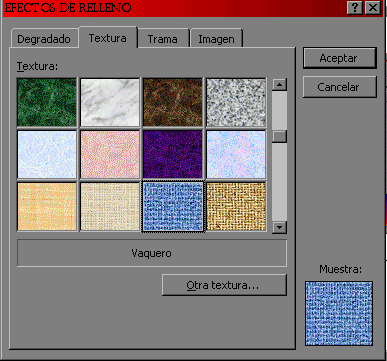 EFECTOS DE RELLENO
Degradado
Textura
Trama
Imagen
Textura:
Vaquero
Otra textura...
Aceptar
Cancelar
Muestra: